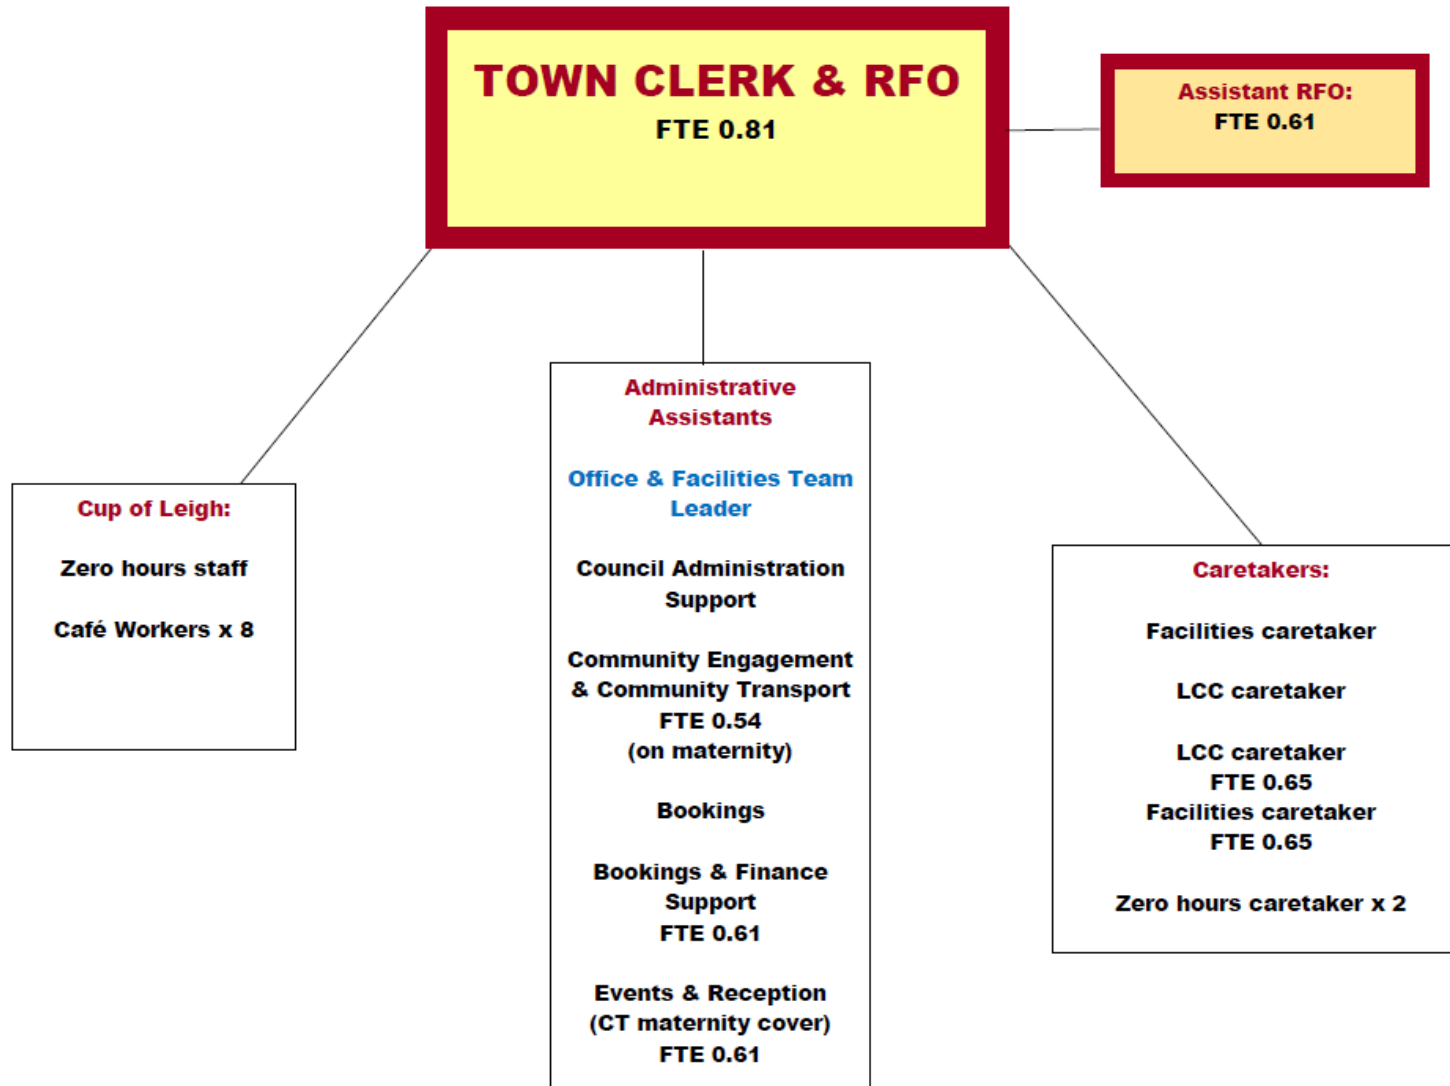 TOWN CLERK & RFO
FTE 0.81
Assistant RFO:
FTE 0.61
Cup of Leigh:
Zero hours staff
Café Workers x 8
Administrative
Assistants
Office & Facilities Team
Leader
Council Administration
Support
Community Engagement
& Community Transport
FTE 0.54
(on maternity)
Bookings
Bookings & Finance
Support
FTE 0.61
Events & Reception
(CT maternity cover)
FTE 0.61
Caretakers:
Facilities caretaker
LCC caretaker
LCC caretaker
FTE 0.65
Facilities caretaker
FTE 0.65
Zero hours caretaker x 2